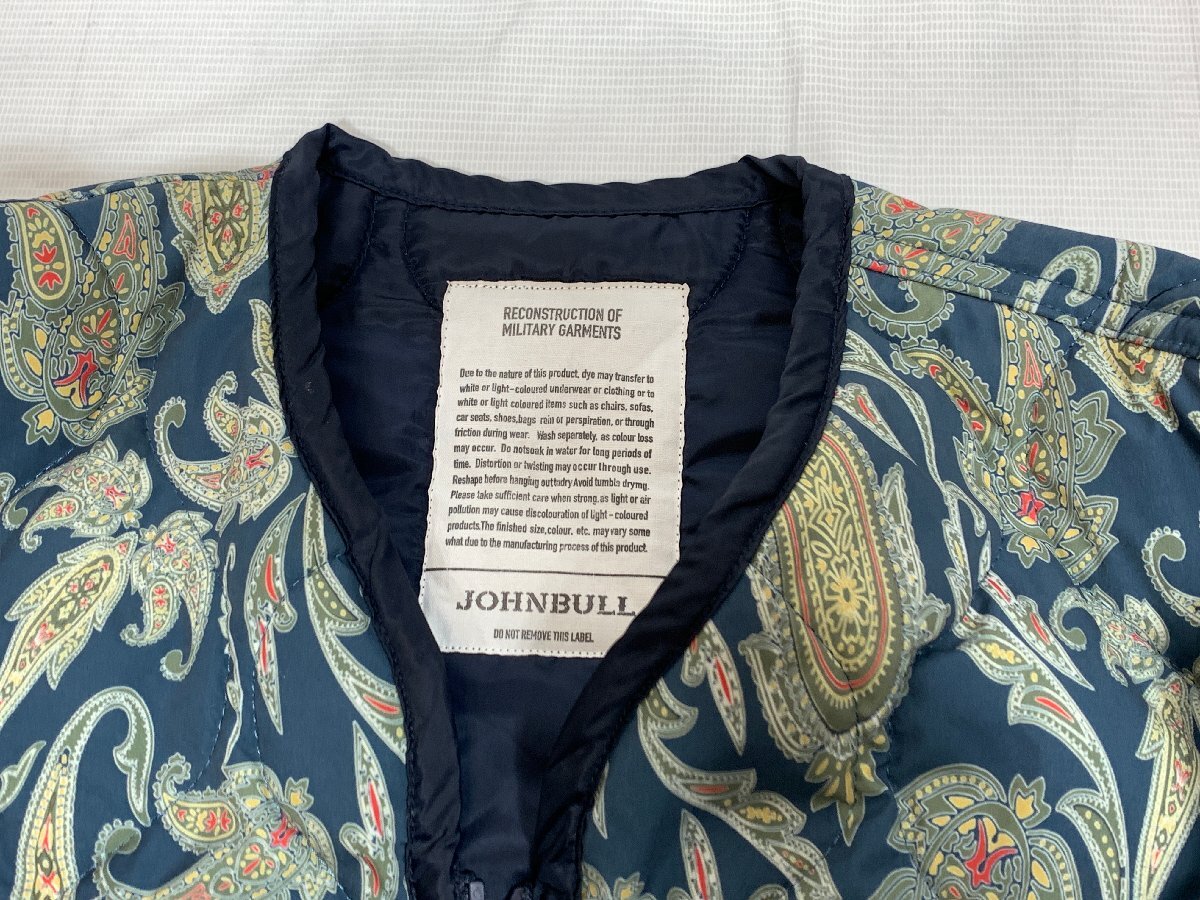 RECONSTRUCTION OF
MILITARY GARMENTS
Due to the nature of this product, dye may transfer to
white or light-coloured underwear or clothing or to
white or light coloured items such as chairs, sofas,
car seats, shoes,bags rain or perspiration, or through
friction during wear. Wash separately, as colour loss
may occur. Do notsoak in water for long periods of
time. Distortion or twisting may occur through use.
Reshape before hanging outtodry Avoid tumble drymg.
Please take sufficient care when strong, as light or air
pollution may cause discolouration of light-coloured
products.The finished size,colour, etc. may vary some
what due to the manufacturing process of this product.
JOHNBULL
DO NOT REMOVE THIS LABEL